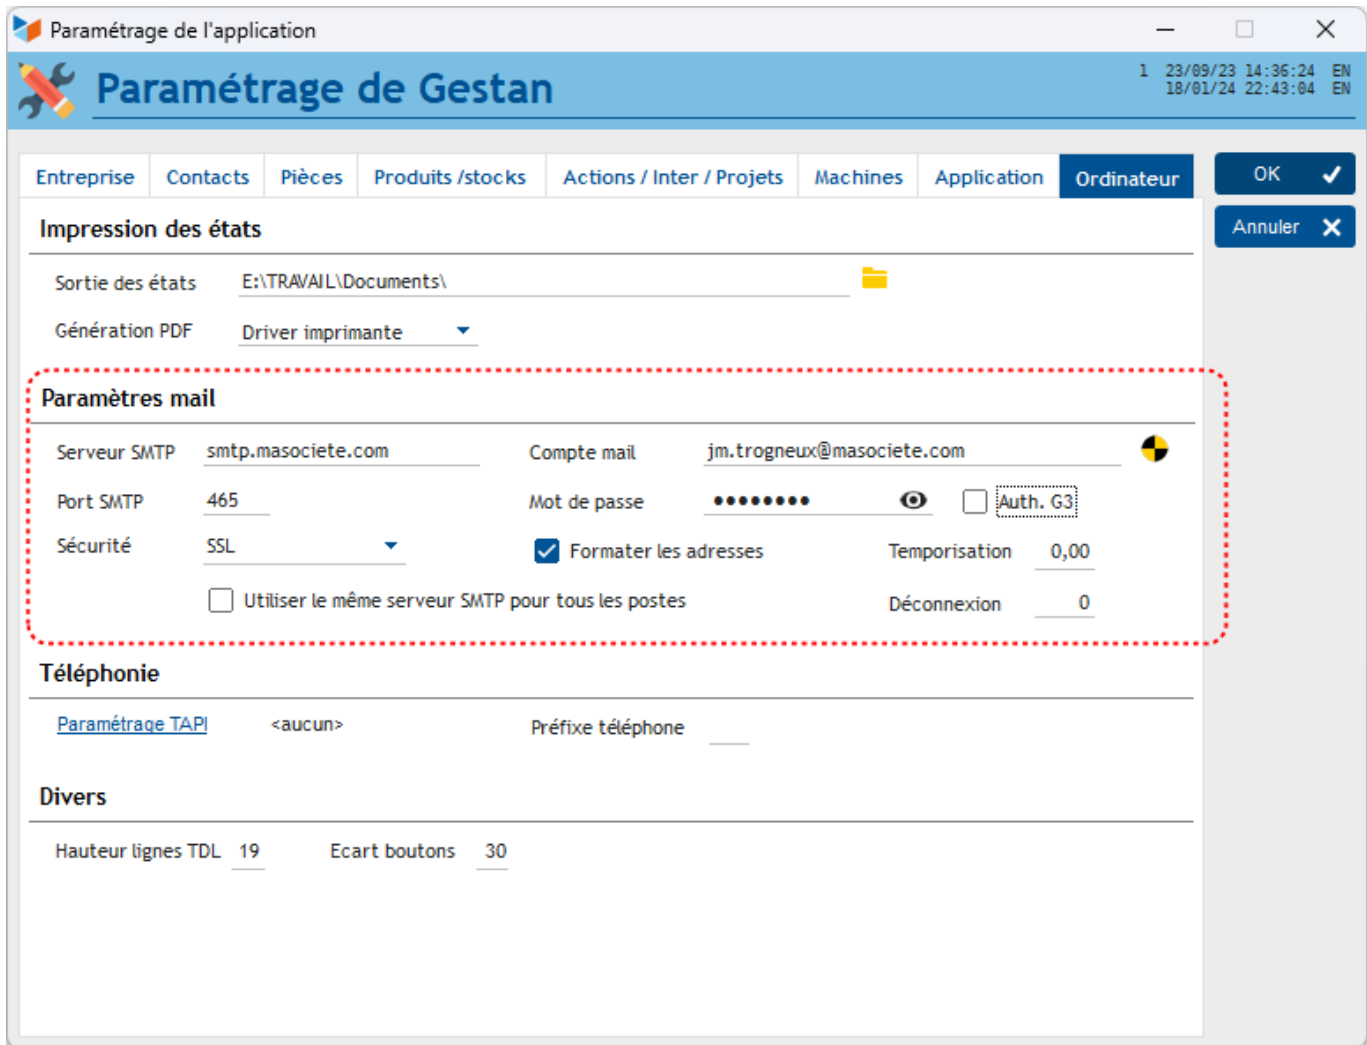 Paramétrage de l'application
Paramétrage de Gestan
1 23/09/23 14:36:24 EN
18/01/24 22:43:04 EN
Entreprise Contacts Pièces Produits /stocks Actions / Inter / Projets Machines Application Ordinateur
OK
Annuler
Impression des états
Sortie des états E:\TRAVAIL\Documents\
Génération PDF Driver imprimante
Paramètres mail
Serveur SMTP smtp.masociete.com Compte mail jm.trogneux@masociete.com
Port SMTP 465 Mot de passe •••••••• Auth. G3
Sécurité SSL Formater les adresses Temporisation 0,00
Utiliser le même serveur SMTP pour tous les postes Déconnexion 0
Téléphonie
Paramétrage TAPI <aucun> Préfixe téléphone
Divers
Hauteur lignes TDL 19 Ecart boutons 30